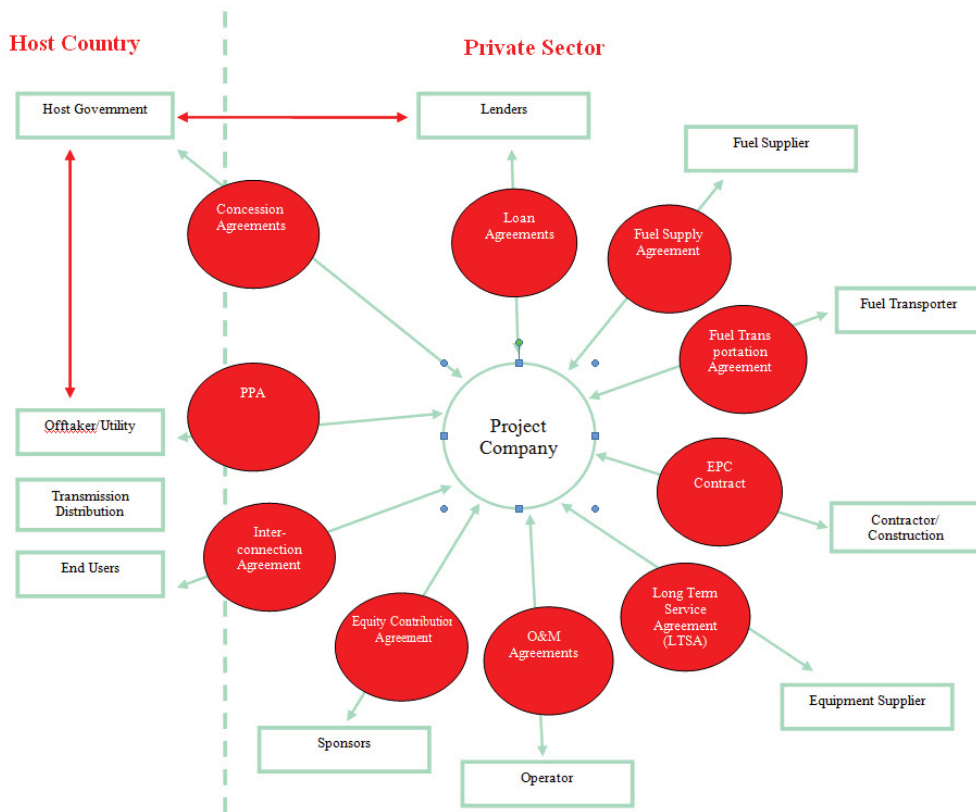 Host Country
Private Sector
Host Government
Lenders
Fuel Supplier
Concession
Agreements
Loan
Agreements
Fuel Supply
Agreement
Fuel Transporter
Fuel Trans
portation
Agreement
PPA
Offtaker/Utility
Project
Company
EPC
Contract
Transmission
Distribution
Contractor/
Construction
Inter-
connection
Agreement
End Users
Long Term
Service
Agreement
(LTSA)
Equity Contribution
Agreement
O&M
Agreements
Equipment Supplier
Sponsors
Operator